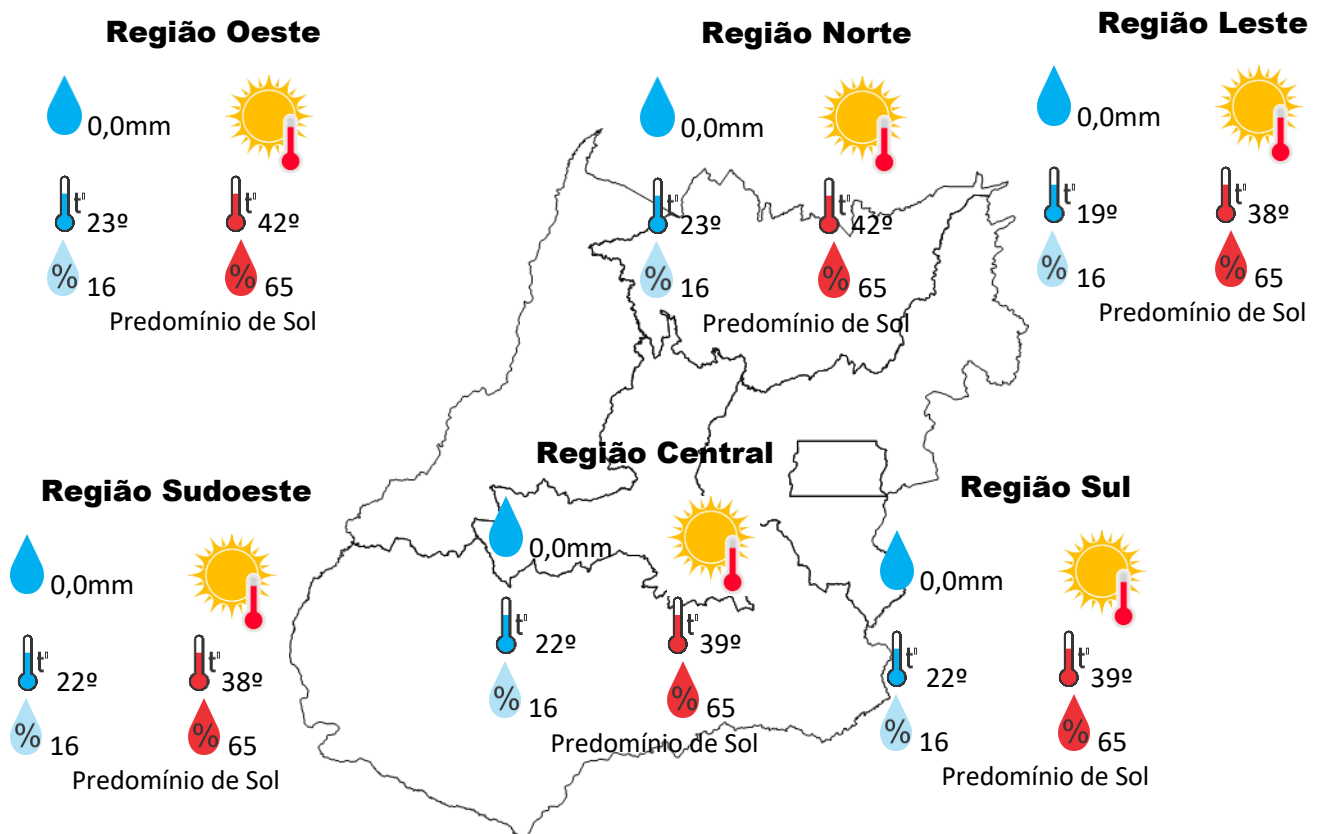 Região Oeste
0,0mm
t° 23º
t° 42º
% 16
% 65
Predomínio de Sol
Região Norte
0,0mm
t° 23º
t° 42º
% 16
% 65
Predomínio de Sol
Região Leste
0,0mm
t° 19º
t° 38º
% 16
% 65
Predomínio de Sol
Região Sudoeste
0,0mm
t° 22º
t° 38º
% 16
% 65
Predomínio de Sol
Região Central
0,0mm
t° 22º
t° 39º
% 16
% 65
Predomínio de Sol
Região Sul
0,0mm
t° 22º
t° 39º
% 16
% 65
Predomínio de Sol